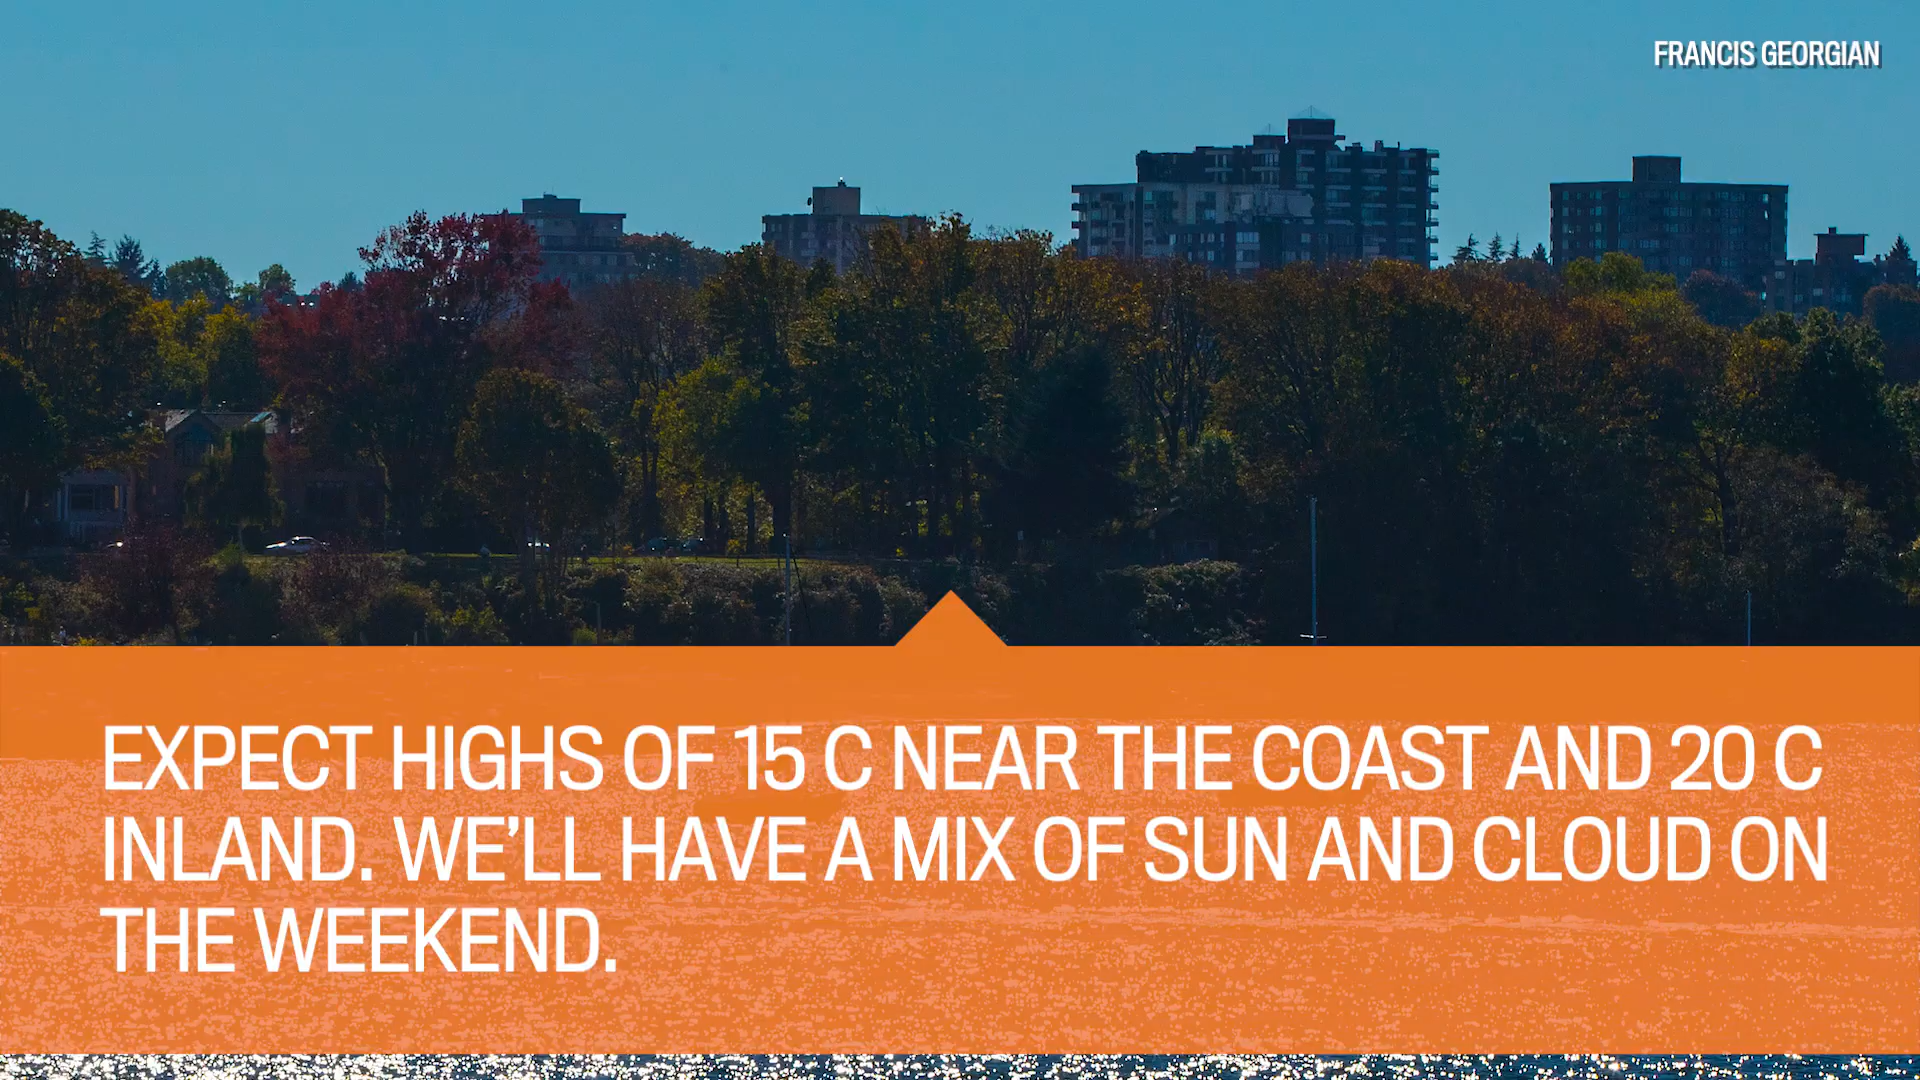 FRANCIS GEORGIAN
EXPECT HIGHS OF 15 C NEAR THE COAST AND 20 C
INLAND. WE’LL HAVE A MIX OF SUN AND CLOUD ON
THE WEEKEND.